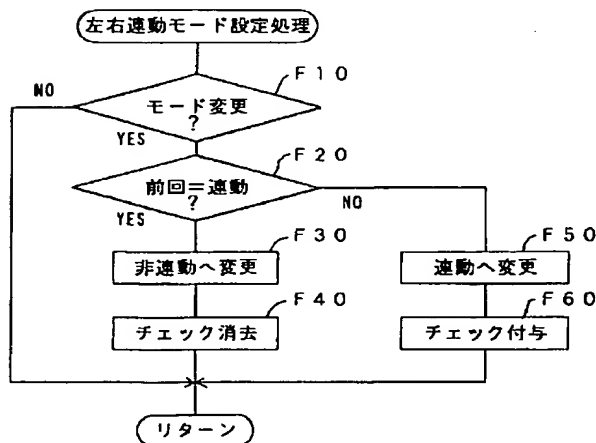 左右連動モード設定処理
F10
NO
モード変更
?
YES
F20
前回=連動
?
NO
YES
F30
F50
非連動へ変更
連動へ変更
F40
F60
チェック消去
チェック付与
リターン